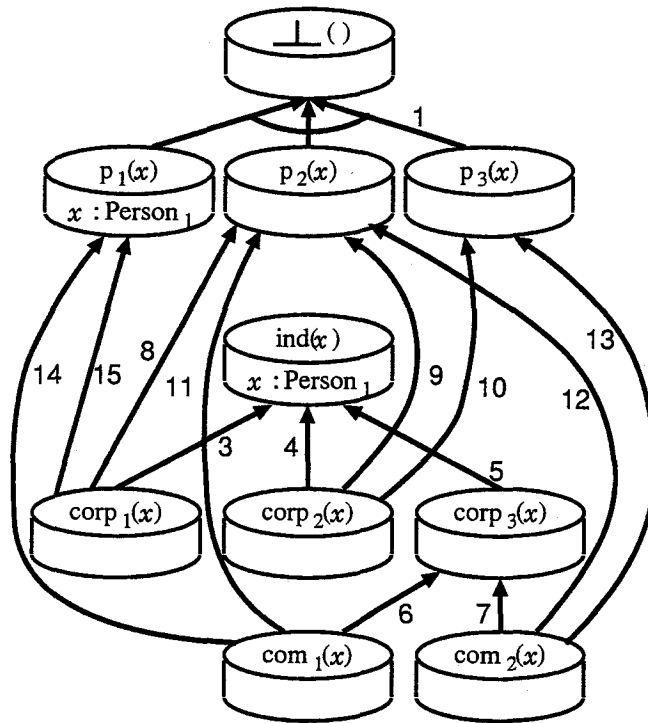 ⊥ ( )
1
p₁(x) p₂(x) p₃(x)
x : Person₁
14 15 8 11 ind(x) 9 10 12 13
x : Person₁
3 4 5
corp₁(x) corp₂(x) corp₃(x)
6 7
com₁(x) com₂(x)